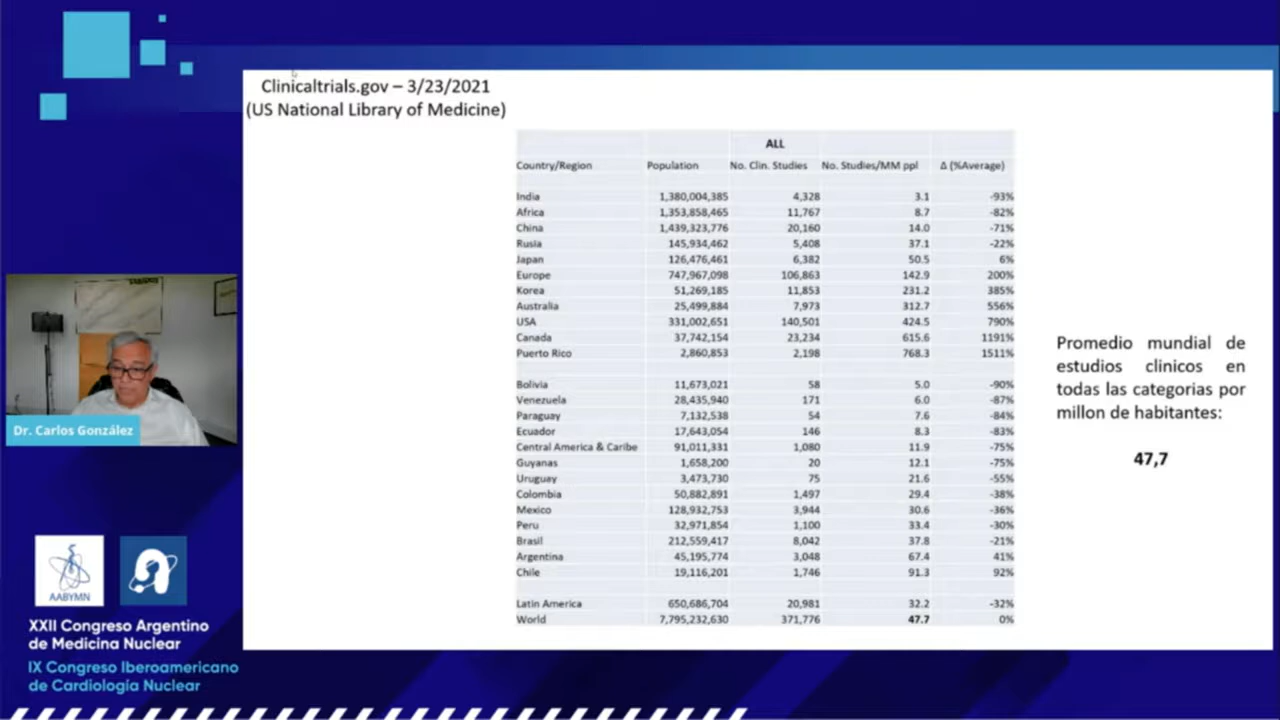 Clinicaltrials.gov – 3/23/2021
(US National Library of Medicine)
ALL
Country/Region Population No. Clin. Studies No. Studies/MM ppl Δ (%Average)
India 1,380,004,385 4,328 3.1 -93%
Africa 1,353,858,465 11,767 8.7 -82%
China 1,439,323,776 20,160 14.0 -71%
Rusia 145,934,462 5,408 37.1 -22%
Japan 126,476,461 6,382 50.5 6%
Europe 747,967,098 106,863 142.9 200%
Korea 51,269,185 11,853 231.2 385%
Australia 25,499,884 7,973 312.7 556%
USA 331,002,651 140,501 424.5 790%
Canada 37,742,154 23,234 615.6 1191%
Puerto Rico 2,860,853 2,198 768.3 1511%
Bolivia 11,673,021 58 5.0 -90%
Venezuela 28,435,940 171 6.0 -87%
Paraguay 7,132,538 54 7.6 -84%
Ecuador 17,643,054 146 8.3 -83%
Central America & Caribe 91,011,331 1,080 11.9 -75%
Guyanas 1,658,200 20 12.1 -75%
Uruguay 3,473,730 75 21.6 -55%
Colombia 50,882,891 1,497 29.4 -38%
Mexico 128,932,753 3,944 30.6 -36%
Peru 32,971,854 1,100 33.4 -30%
Brasil 212,559,417 8,042 37.8 -21%
Argentina 45,195,774 3,048 67.4 41%
Chile 19,116,201 1,746 91.3 92%
Latin America 650,686,704 20,981 32.2 -32%
World 7,795,232,630 371,776 47.7 0%
Promedio mundial de
estudios clinicos en
todas las categorias por
millon de habitantes:
47,7
Dr. Carlos González
AABYMN
XXII Congreso Argentino
de Medicina Nuclear
IX Congreso Iberoamericano
de Cardiología Nuclear